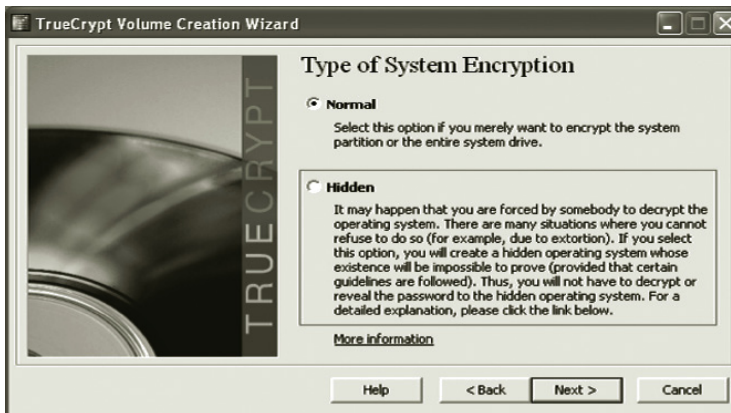 TrueCrypt Volume Creation Wizard
TRUECRYPT
Type of System Encryption
Normal
Select this option if you merely want to encrypt the system
partition or the entire system drive.
Hidden
It may happen that you are forced by somebody to decrypt the
operating system. There are many situations where you cannot
refuse to do so (for example, due to extortion). If you select
this option, you will create a hidden operating system whose
existence will be impossible to prove (provided that certain
guidelines are followed). Thus, you will not have to decrypt or
reveal the password to the hidden operating system. For a
detailed explanation, please click the link below.
More information
Help
< Back
Next >
Cancel